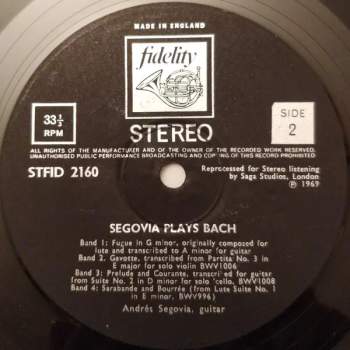 MADE IN ENGLAND
fidelity
33⅓
RPM
STEREO
SIDE
2
ALL RIGHTS OF THE MANUFACTURER AND OF THE OWNER OF THE RECORDED WORK RESERVED.
UNAUTHORISED PUBLIC PERFORMANCE BROADCASTING AND COPYING OF THIS RECORD PROHIBITED.
STFID 2160
Reprocessed for Stereo listening
by Saga Studios, London
℗ 1969
SEGOVIA PLAYS BACH
Band 1: Fugue in G minor, originally composed for
lute and transcribed to A minor for guitar
Band 2, Gavotte, transcribed from Partita No. 3 in
E major for solo violin BWV1006
Band 3: Prelude and Courante, transcribed for guitar
from Suite No. 2 in D minor for solo 'cello, BWV1008
Band 4: Sarabande and Bourrée (from Lute Suite No. 1
in E minor, BWV996)
Andrés Segovia, guitar